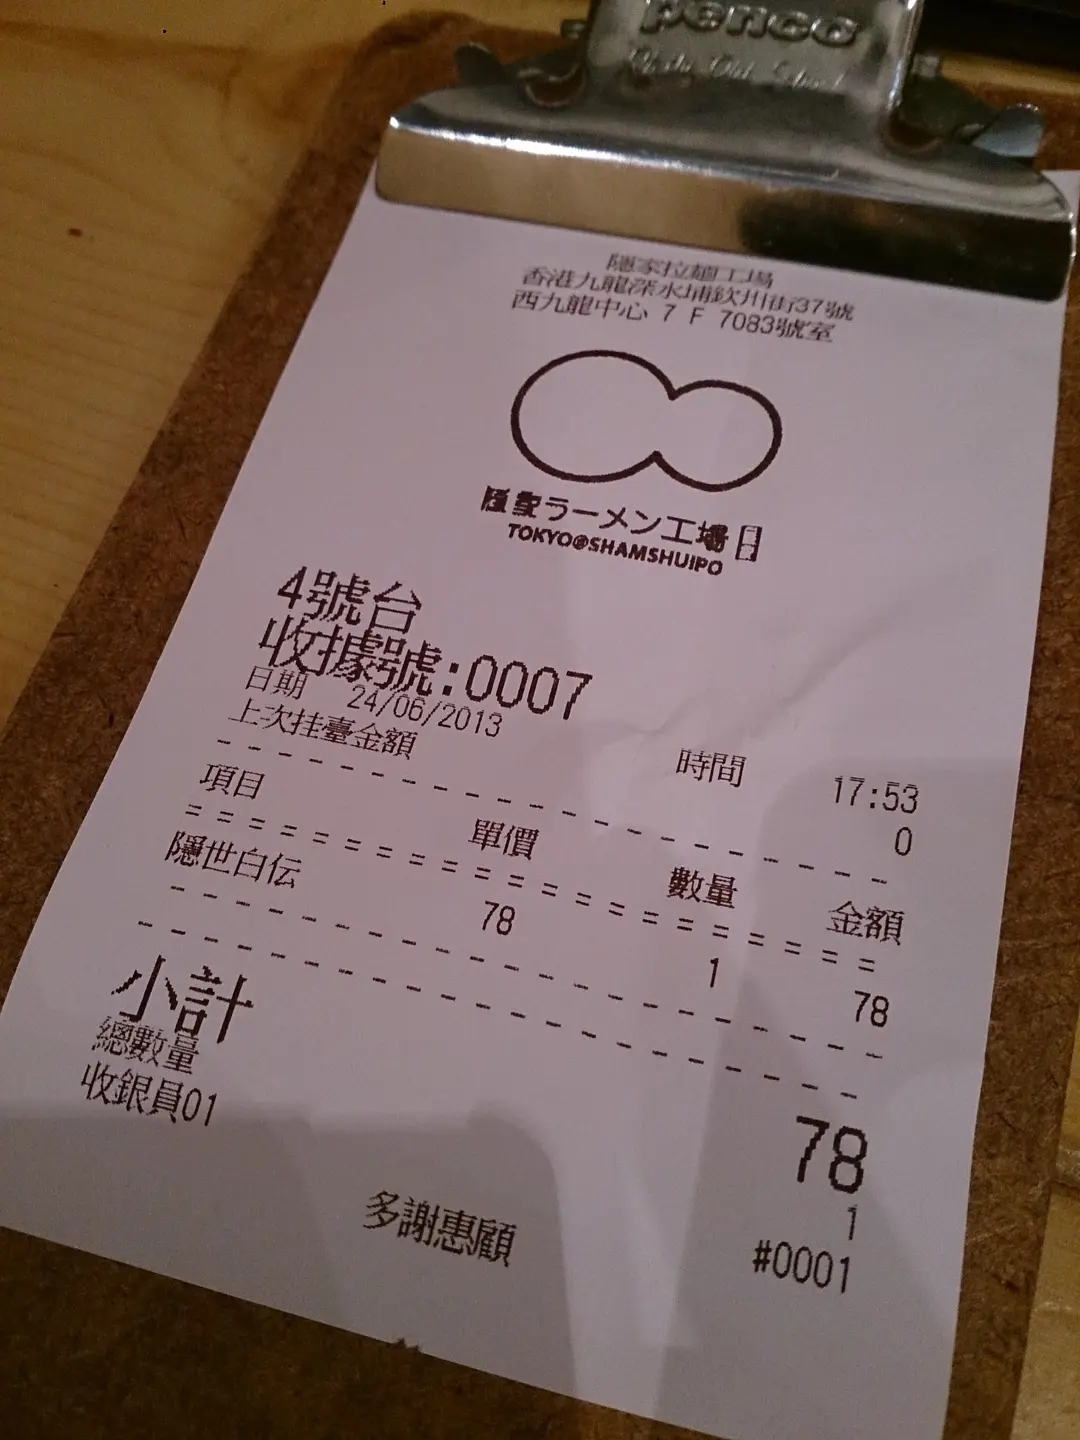 penco
隱家拉麵工場
香港九龍深水埔欽州街37號
西九龍中心 7 F 7083號室
隠家ラーメン工場
TOKYO@SHAMSHUIPO
4號台
收據號:0007
日期 24/06/2013 時間 17:53
上次挂臺金額 0
項目 單價 數量 金額
隱世白伝 78 1 78
小計 78
總數量 1
收銀員01 #0001
多謝惠顧